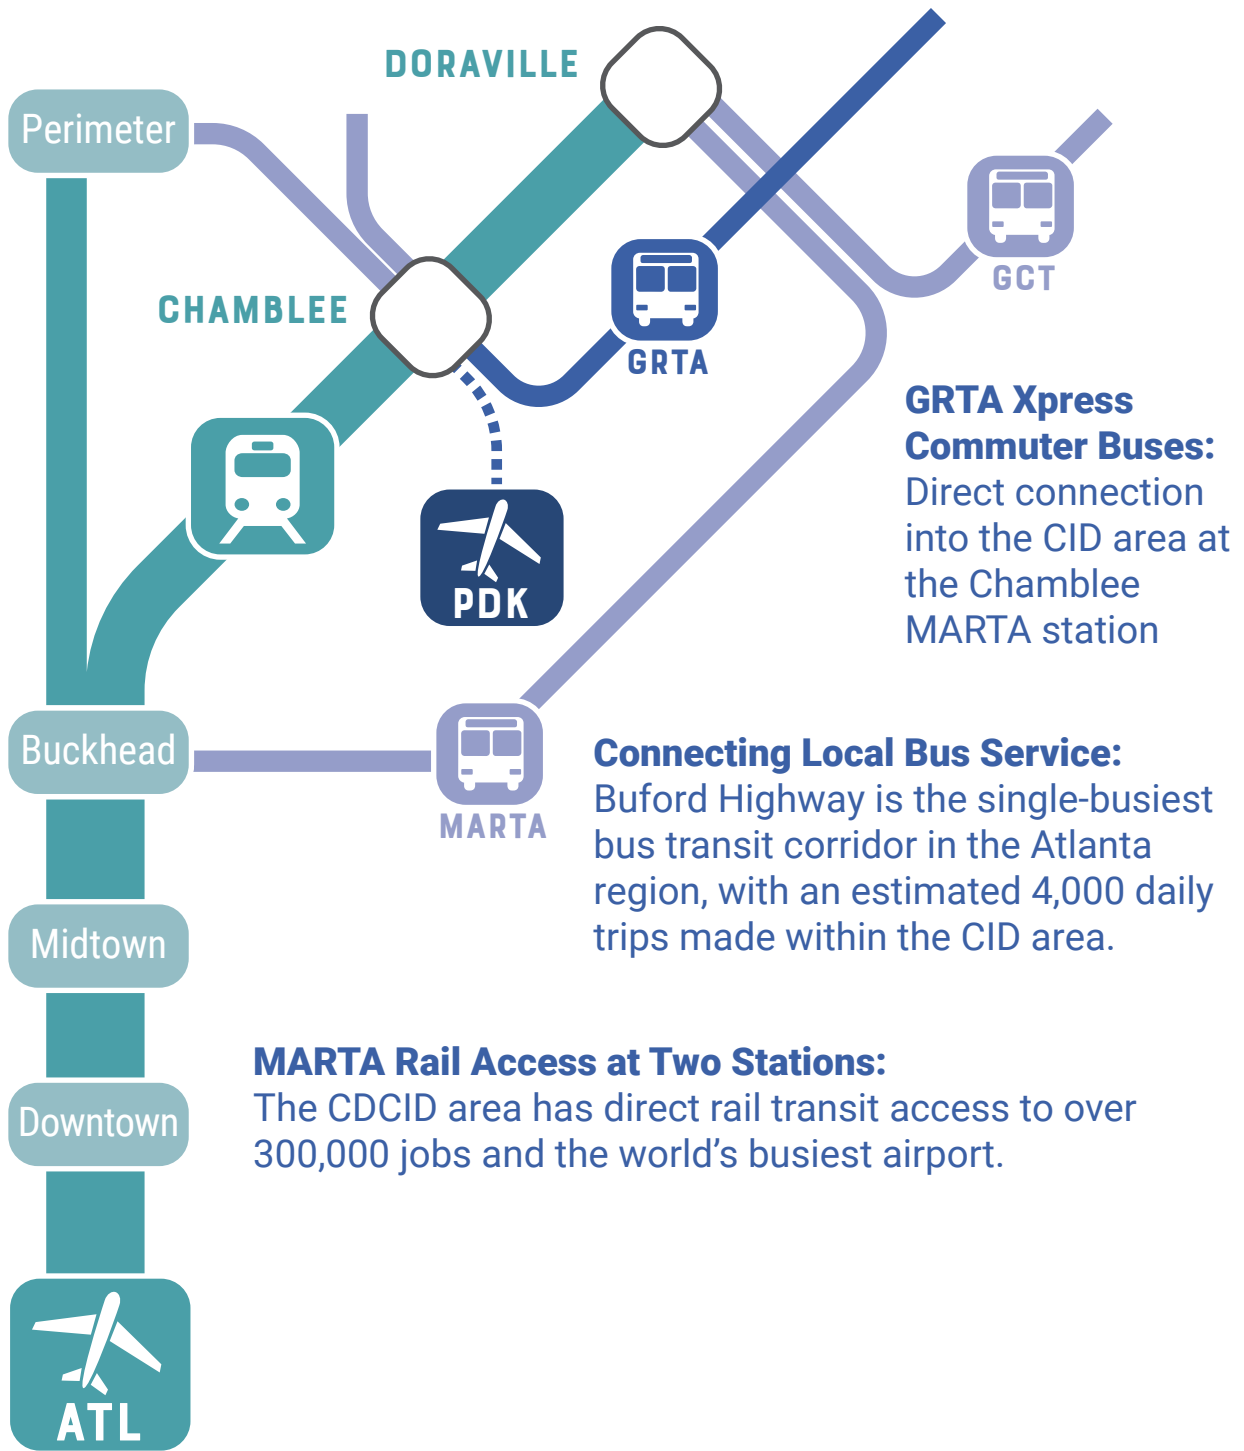 DORAVILLE
Perimeter
GCT
CHAMBLEE
GRTA
GRTA Xpress
Commuter Buses:
Direct connection
into the CID area at
the Chamblee
MARTA station
PDK
Buckhead
MARTA
Connecting Local Bus Service:
Buford Highway is the single-busiest
bus transit corridor in the Atlanta
region, with an estimated 4,000 daily
trips made within the CID area.
Midtown
MARTA Rail Access at Two Stations:
The CDCID area has direct rail transit access to over
300,000 jobs and the world’s busiest airport.
Downtown
ATL